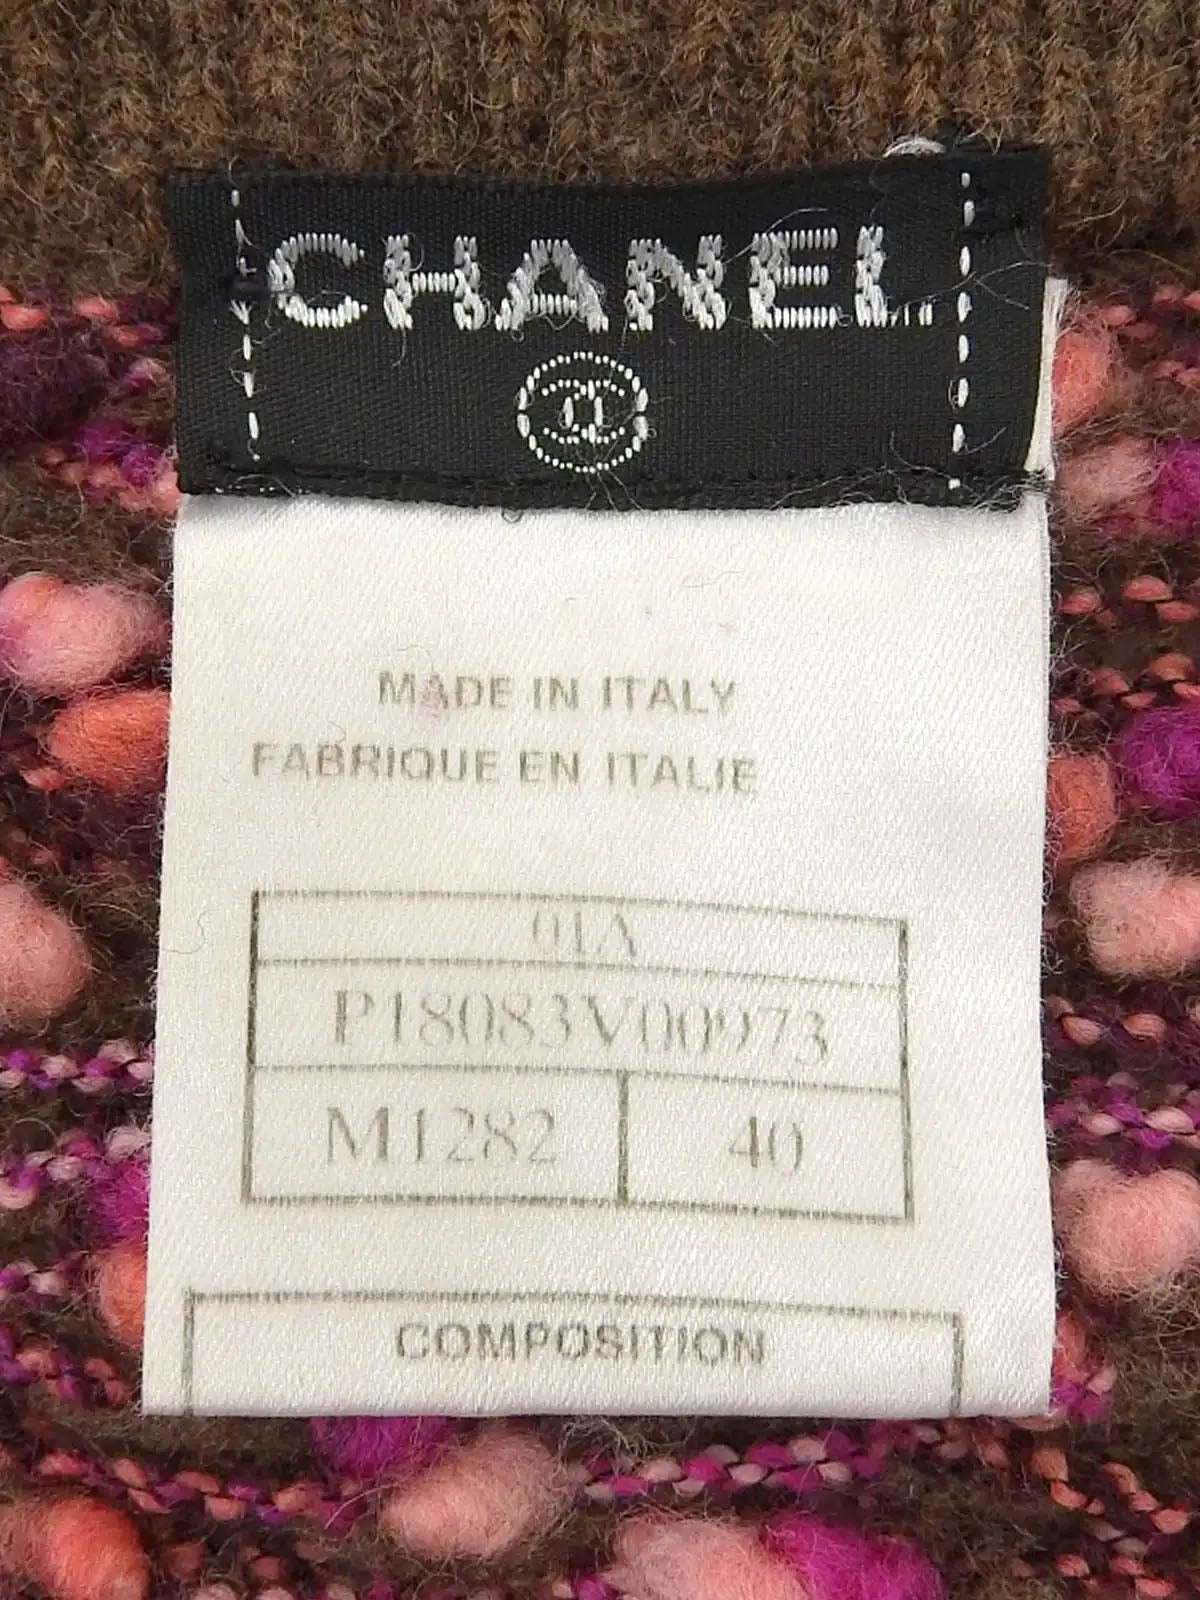 CHANEL
MADE IN ITALY
FABRIQUE EN ITALIE
01A
P18083V00973
M1282 40
COMPOSITION